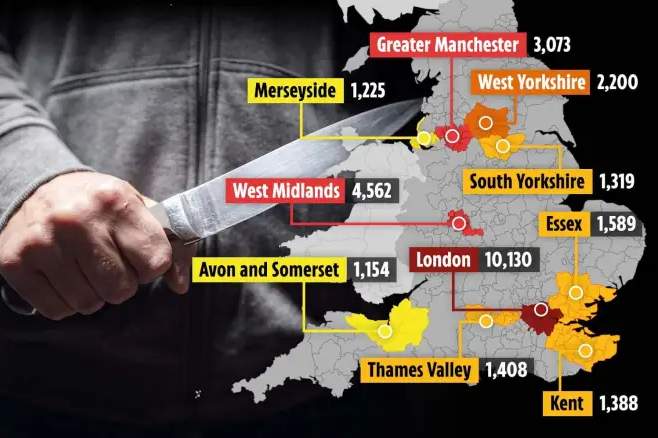 Greater Manchester 3,073
West Yorkshire 2,200
Merseyside 1,225
South Yorkshire 1,319
West Midlands 4,562
Essex 1,589
London 10,130
Avon and Somerset 1,154
Thames Valley 1,408
Kent 1,388